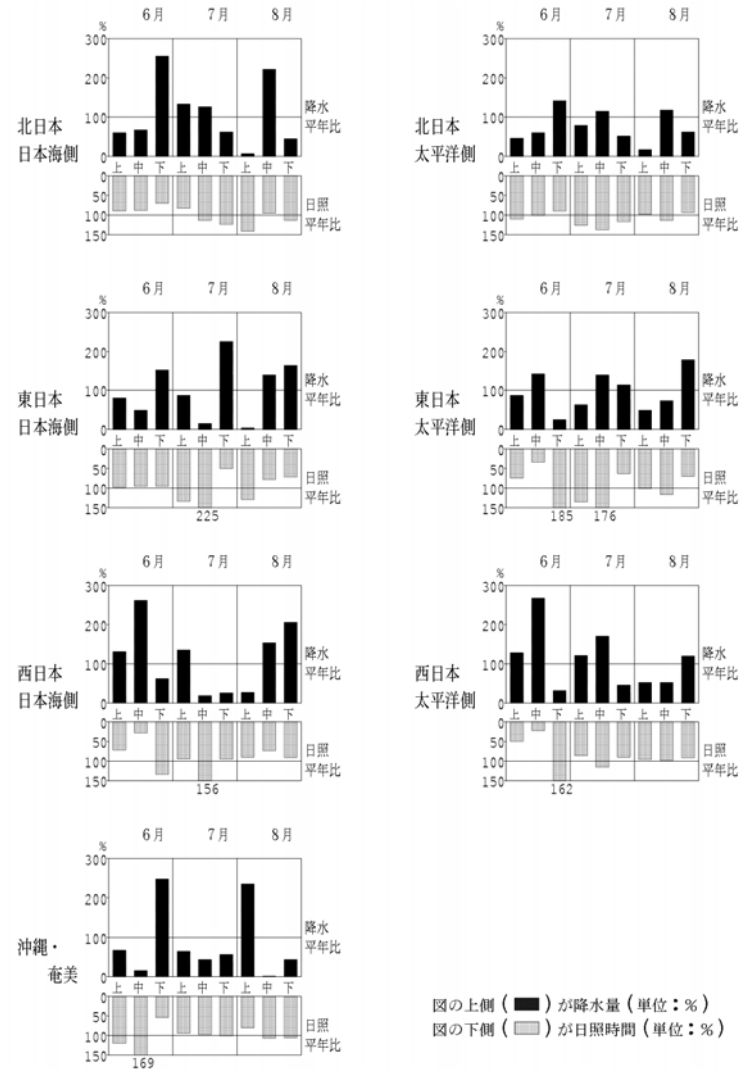 6月 7月 8月
%
300
200
100
0
降水
平年比
北日本
日本海側
上 中 下 上 中 下 上 中 下
0
50
100
150
日照
平年比
6月 7月 8月
%
300
200
100
0
降水
平年比
北日本
太平洋側
上 中 下 上 中 下 上 中 下
0
50
100
150
日照
平年比
6月 7月 8月
%
300
200
100
0
降水
平年比
東日本
日本海側
上 中 下 上 中 下 上 中 下
0
50
100
150
日照
平年比
225
6月 7月 8月
%
300
200
100
0
降水
平年比
東日本
太平洋側
上 中 下 上 中 下 上 中 下
0
50
100
150
日照
平年比
185 176
6月 7月 8月
%
300
200
100
0
降水
平年比
西日本
日本海側
上 中 下 上 中 下 上 中 下
0
50
100
150
日照
平年比
156
6月 7月 8月
%
300
200
100
0
降水
平年比
西日本
太平洋側
上 中 下 上 中 下 上 中 下
0
50
100
150
日照
平年比
162
6月 7月 8月
%
300
200
100
0
降水
平年比
沖縄・
奄美
上 中 下 上 中 下 上 中 下
0
50
100
150
日照
平年比
169
図の上側(■)が降水量(単位:%)
図の下側(□)が日照時間(単位:%)